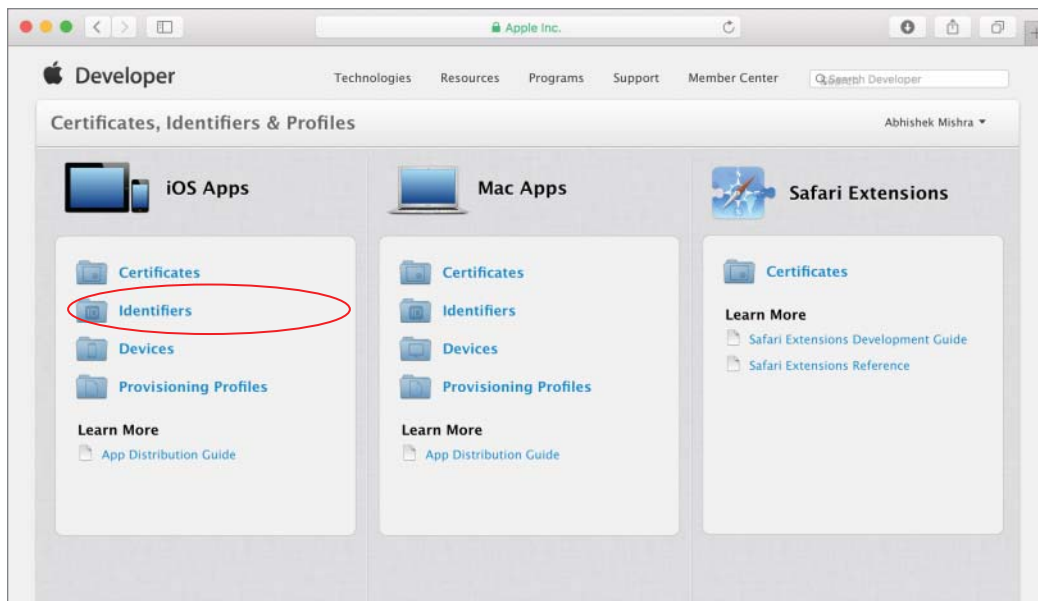 Apple Inc.
Developer
Technologies Resources Programs Support Member Center Search Developer
Certificates, Identifiers & Profiles
Abhishek Mishra
iOS Apps
Certificates
Identifiers
Devices
Provisioning Profiles
Learn More
App Distribution Guide
Mac Apps
Certificates
Identifiers
Devices
Provisioning Profiles
Learn More
App Distribution Guide
Safari Extensions
Certificates
Learn More
Safari Extensions Development Guide
Safari Extensions Reference